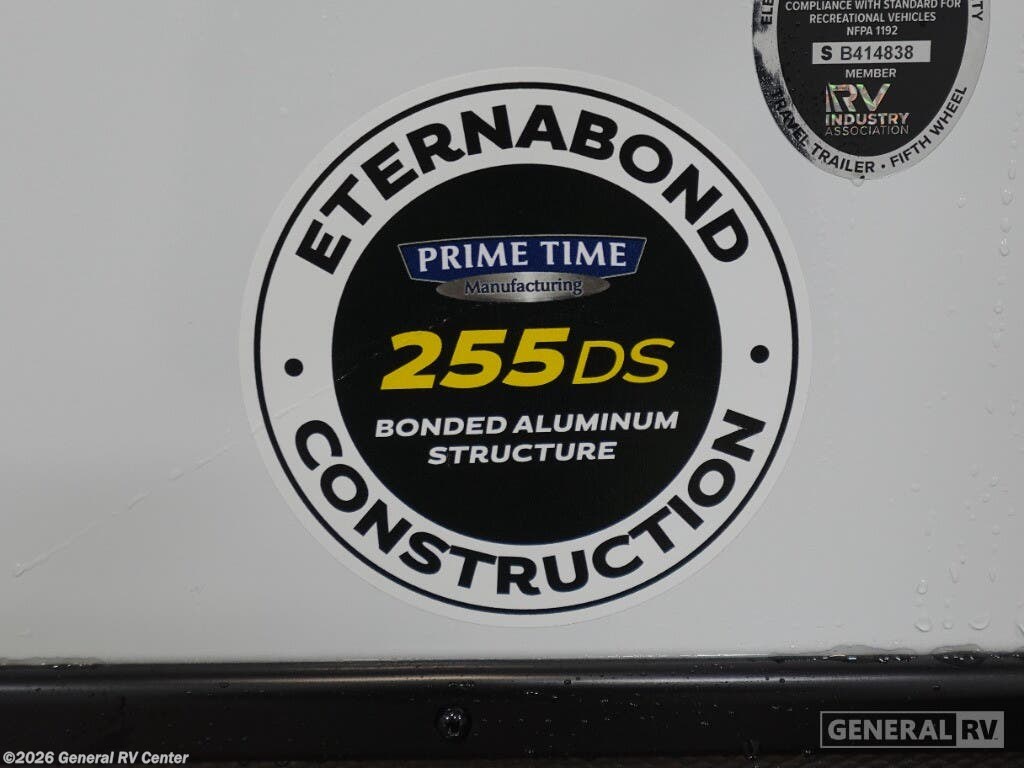 COMPLIANCE WITH STANDARD FOR
RECREATIONAL VEHICLES
NFPA 1192
S B414838
MEMBER
RV
INDUSTRY
ASSOCIATION
TRAVEL TRAILER • FIFTH WHEEL
ETERNABOND
PRIME TIME
Manufacturing
255DS
BONDED ALUMINUM
STRUCTURE
CONSTRUCTION
GENERAL RV
©2026 General RV Center